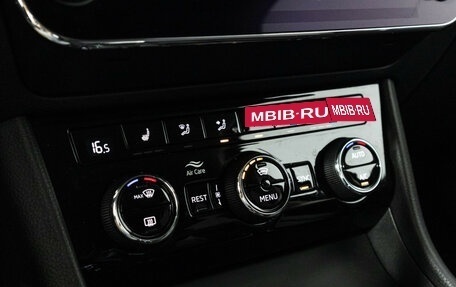 MBIB-RU
MBIB-RU
16.5
Air Care
MAX
REST
MENU
SYNC
AUTO
A/C